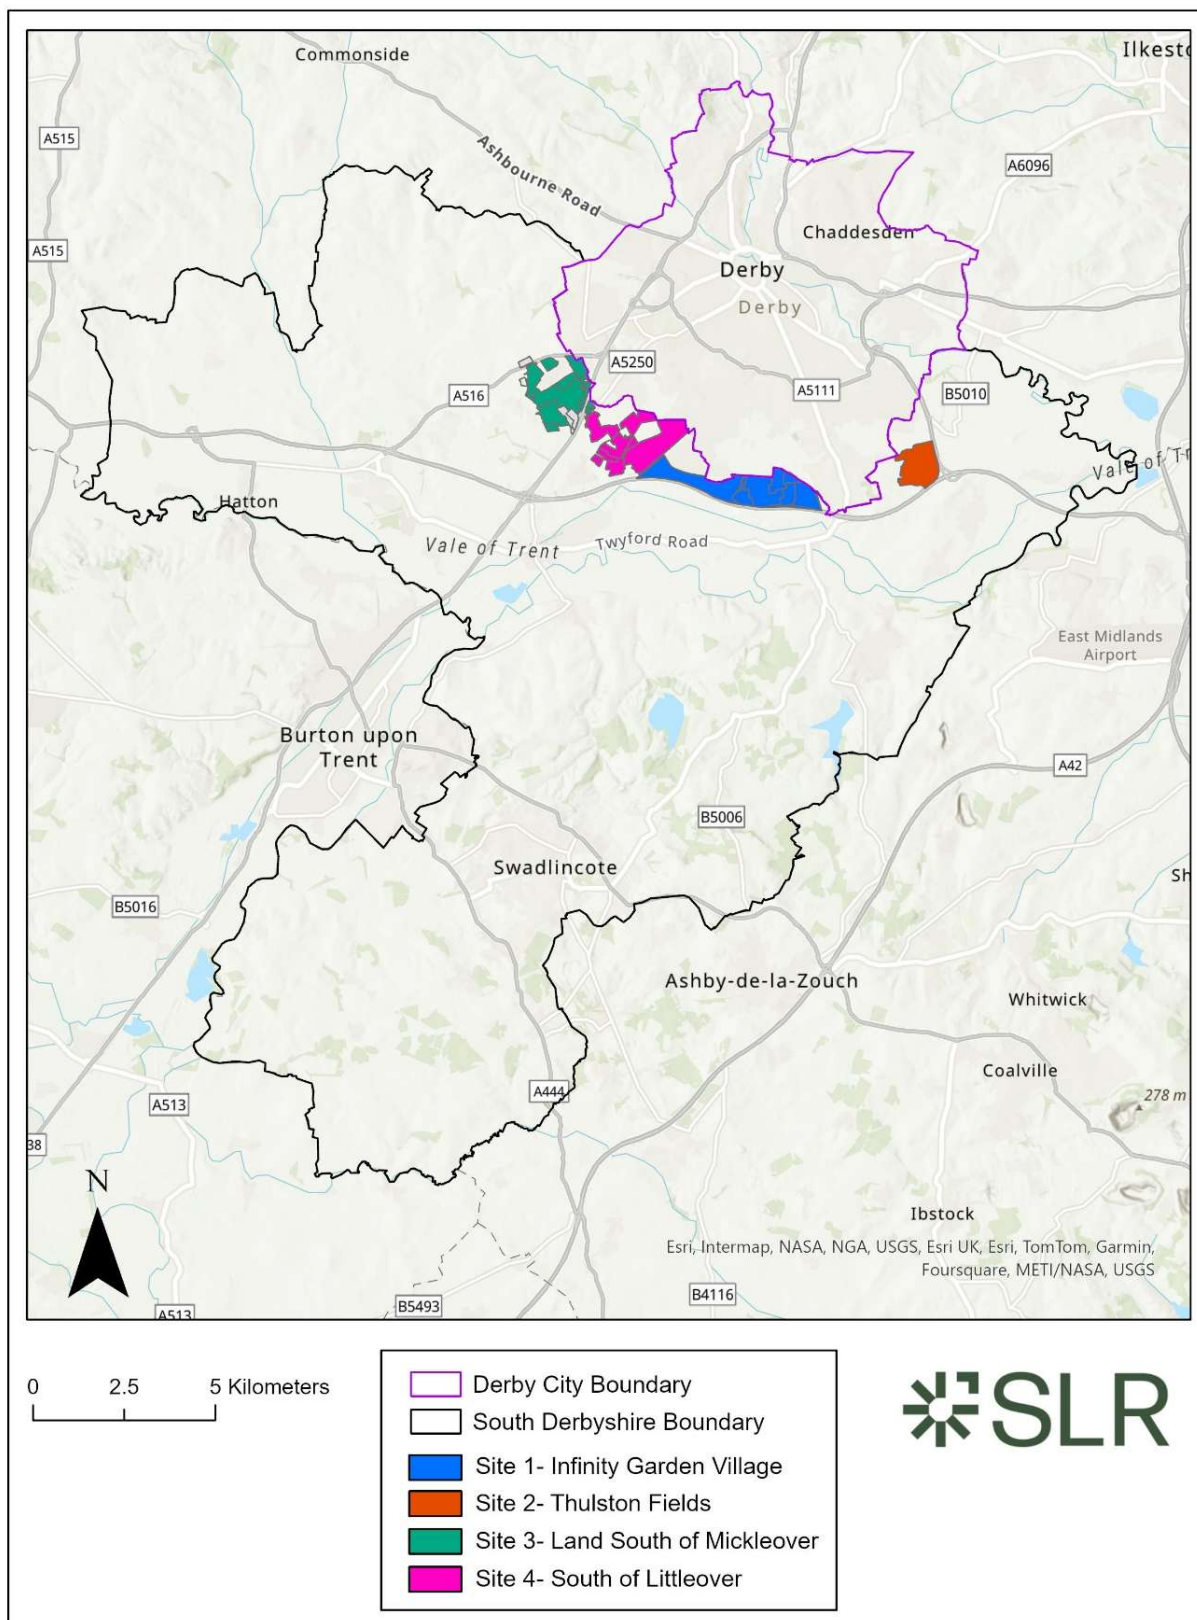 Commonside
Ilkesto
A515
Ashbourne Road
A6096
A515
Chaddesden
Derby
Derby
A5250
A516
A5111
B5010
Vale of Tr
Hatton
Vale of Trent
Twyford Road
East Midlands
Airport
Burton upon
Trent
A42
B5006
Swadlincote
B5016
Sh
Ashby-de-la-Zouch
Whitwick
Coalville
A444
278 m
A513
38
N
Ibstock
Esri, Intermap, NASA, NGA, USGS, Esri UK, Esri, TomTom, Garmin,
Foursquare, METI/NASA, USGS
B4116
B5493
A513
0 2.5 5 Kilometers
Derby City Boundary
South Derbyshire Boundary
Site 1- Infinity Garden Village
Site 2- Thulston Fields
Site 3- Land South of Mickleover
Site 4- South of Littleover
SLR